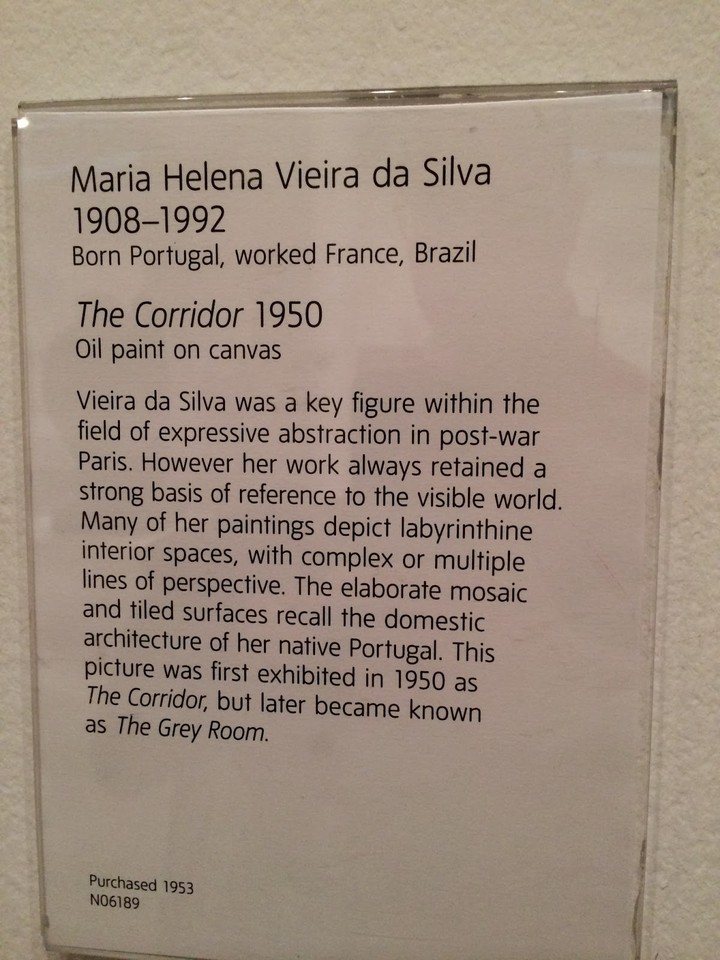 Maria Helena Vieira da Silva
1908–1992
Born Portugal, worked France, Brazil
The Corridor 1950
Oil paint on canvas
Vieira da Silva was a key figure within the
field of expressive abstraction in post-war
Paris. However her work always retained a
strong basis of reference to the visible world.
Many of her paintings depict labyrinthine
interior spaces, with complex or multiple
lines of perspective. The elaborate mosaic
and tiled surfaces recall the domestic
architecture of her native Portugal. This
picture was first exhibited in 1950 as
The Corridor, but later became known
as The Grey Room.
Purchased 1953
N06189